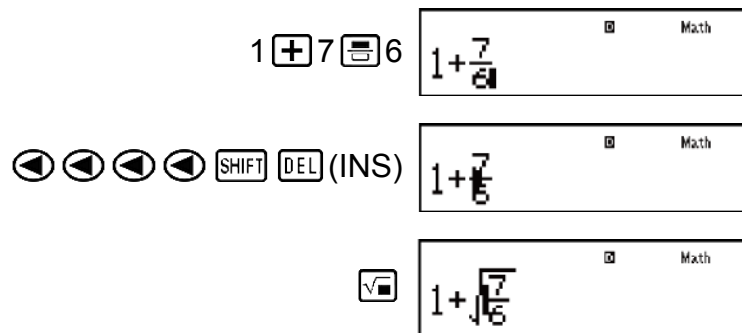 1 + 7 6
D Math
1+7/6
SHIFT DEL (INS)
D Math
1+7/6
√■
D Math
1+√7/6